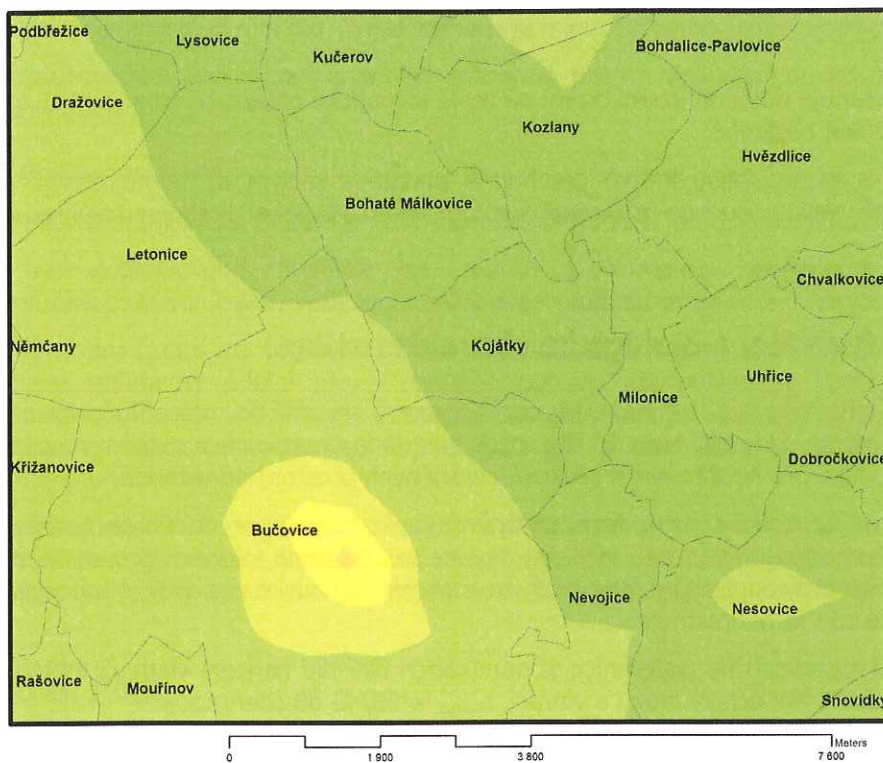 Podbřežice
Lysovice
Kučerov
Bohdalice-Pavlovice
Dražovice
Kozlany
Hvězdlice
Bohaté Málkovice
Letonice
Chvalkovice
Němčany
Kojátky
Uhřice
Milonice
Křižanovice
Dobročkovice
Bučovice
Nevojice
Nesovice
Rašovice
Mouřínov
Snovídky
Meters
0 1 900 3 800 7 600